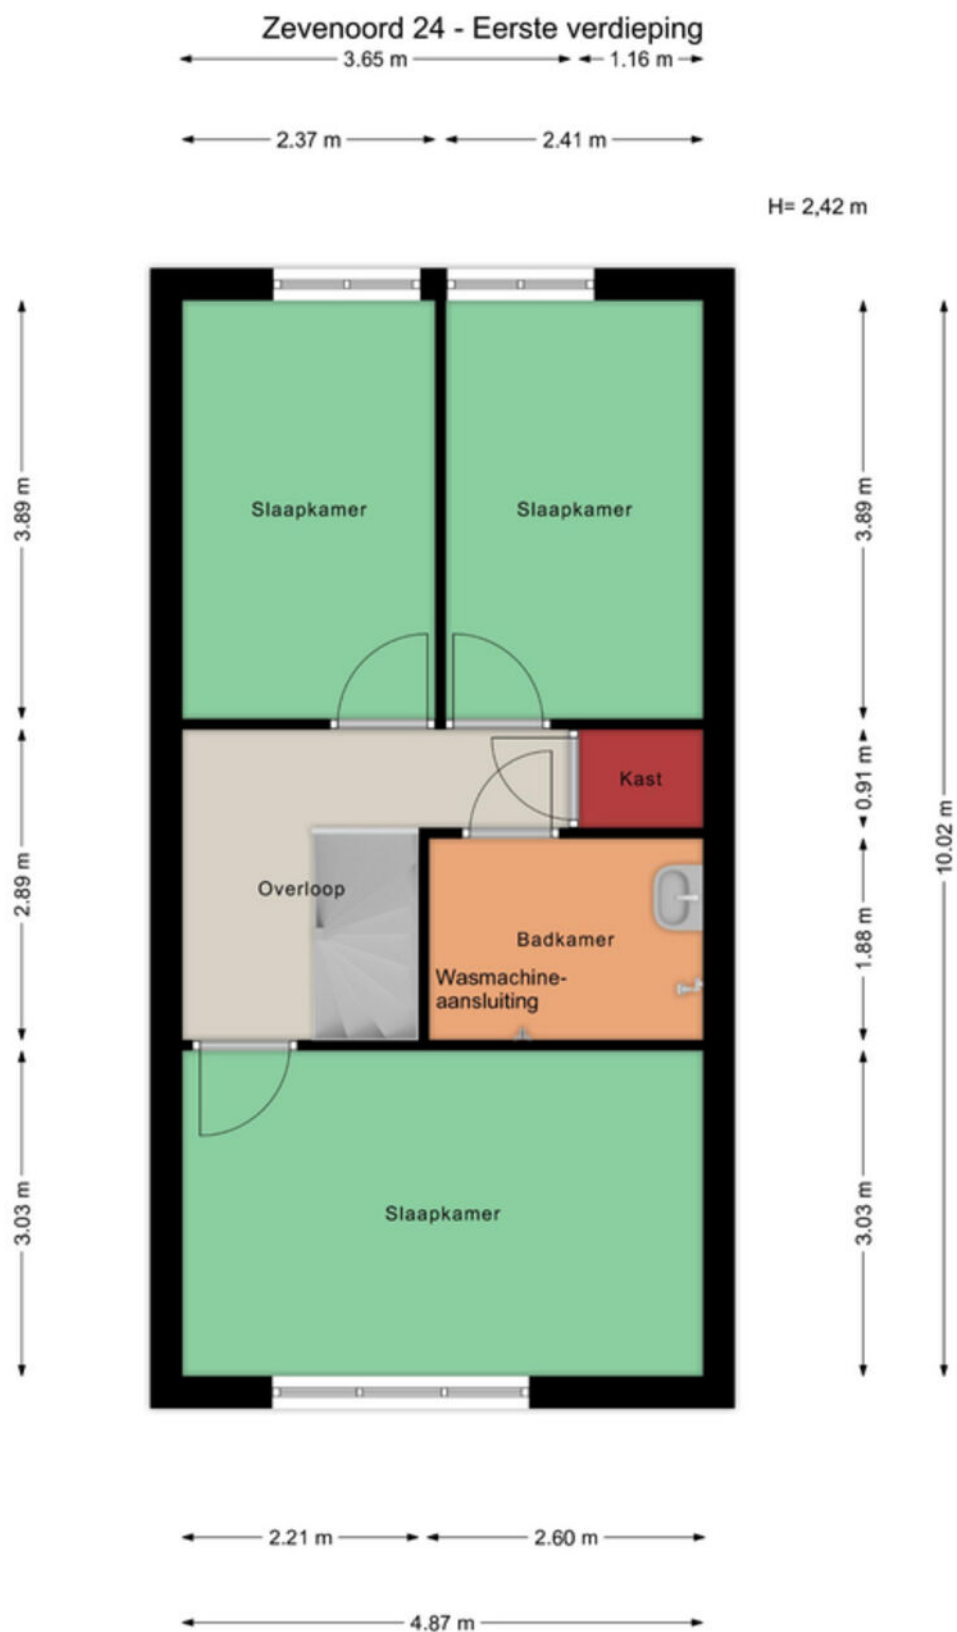 Zevenoord 24 - Eerste verdieping
3.65 m
1.16 m
2.37 m
2.41 m
H= 2,42 m
3.89 m
Slaapkamer
Slaapkamer
3.89 m
10.02 m
2.89 m
Kast
0.91 m
Overloop
Badkamer
Wasmachine-
aansluiting
1.88 m
3.03 m
Slaapkamer
3.03 m
2.21 m
2.60 m
4.87 m